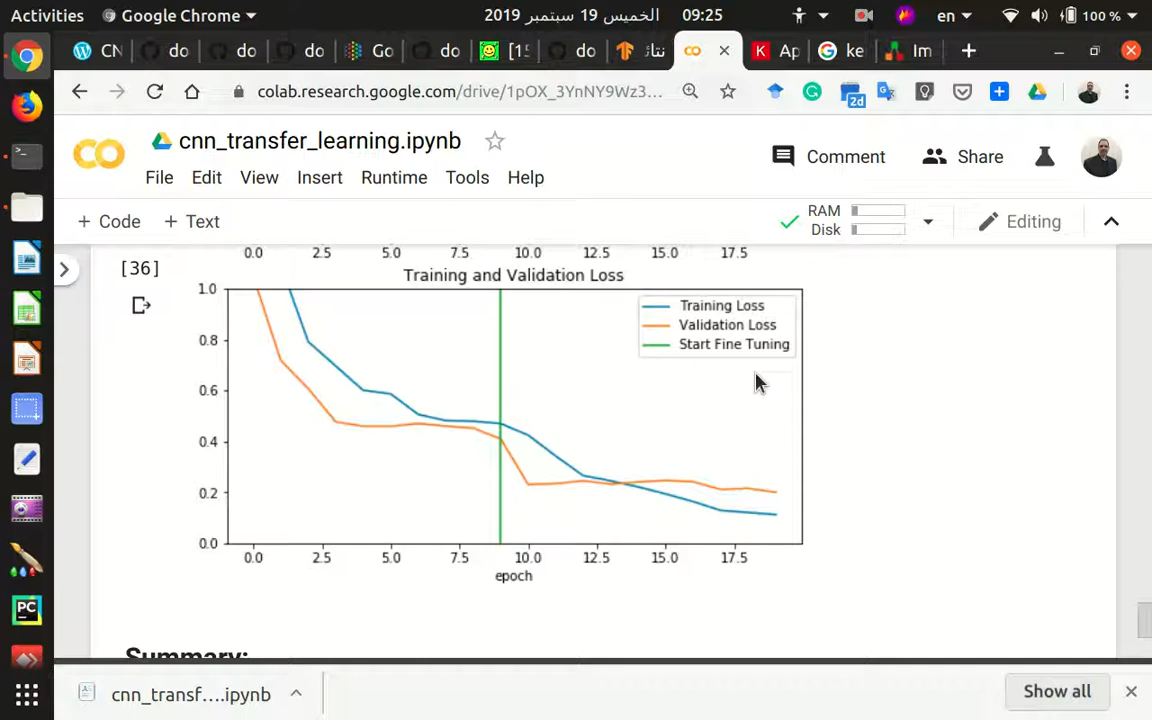 Activities Google Chrome الخميس 19 سبتمبر 2019 09:25 en 100 %
CN do do do Go do [15 do نتائ Ap ke Im
colab.research.google.com/drive/1pOX_3YnNY9Wz3... 2d
cnn_transfer_learning.ipynb Comment Share
File Edit View Insert Runtime Tools Help
+ Code + Text RAM Disk Editing
0.0 2.5 5.0 7.5 10.0 12.5 15.0 17.5
[36]
Training and Validation Loss
1.0
0.8
0.6
0.4
0.2
0.0
Training Loss
Validation Loss
Start Fine Tuning
0.0 2.5 5.0 7.5 10.0 12.5 15.0 17.5
epoch
Summary:
cnn_transf....ipynb Show all
PC